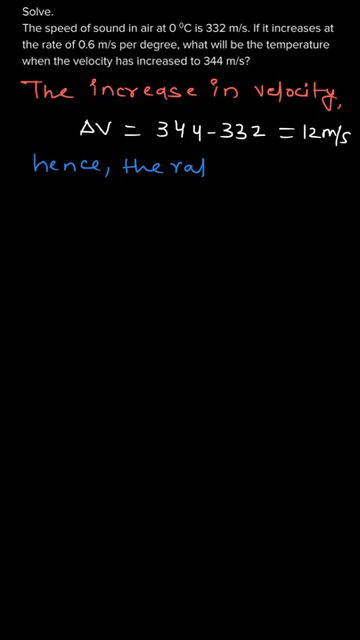 Solve.
The speed of sound in air at 0 ⁰C is 332 m/s. If it increases at
the rate of 0.6 m/s per degree, what will be the temperature
when the velocity has increased to 344 m/s?
The increase in velocity,
ΔV = 344-332 = 12m/s
hence, the